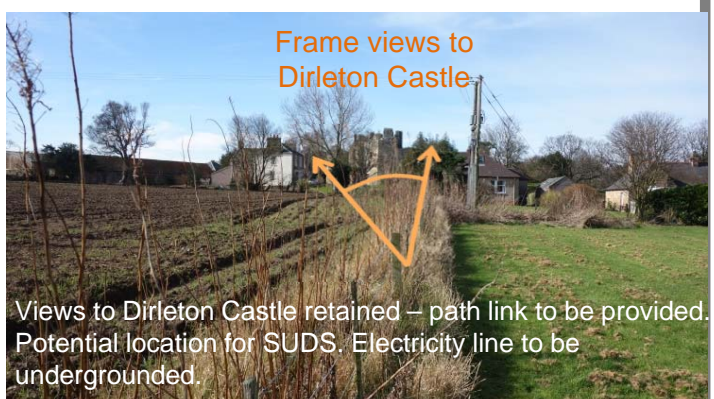 Frame views to
Dirleton Castle
Views to Dirleton Castle retained – path link to be provided.
Potential location for SUDS. Electricity line to be
undergrounded.